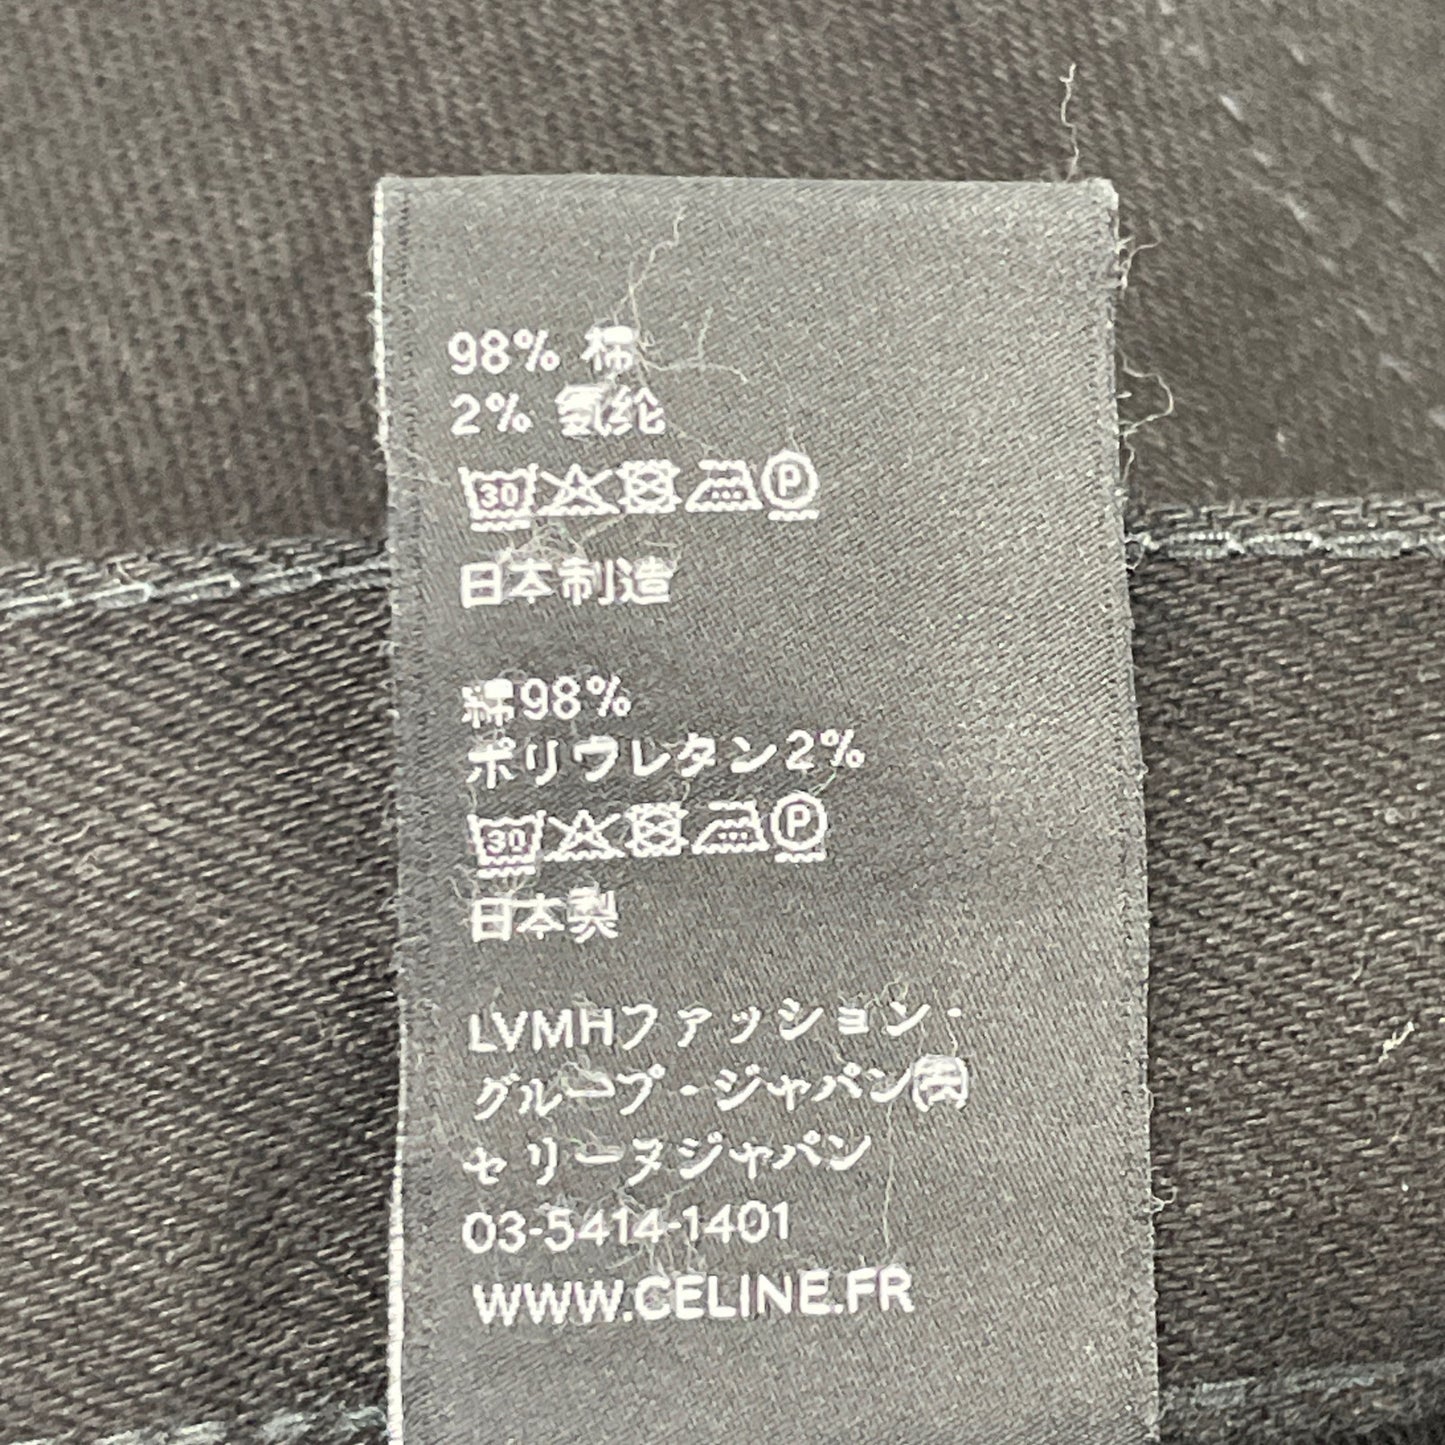 98% 棉
2% 氨纶
30 P
日本制造
綿98%
ポリウレタン2%
30 P
日本製
LVMHファッション・
グループ・ジャパン㈱
セリーヌジャパン
03-5414-1401
WWW.CELINE.FR